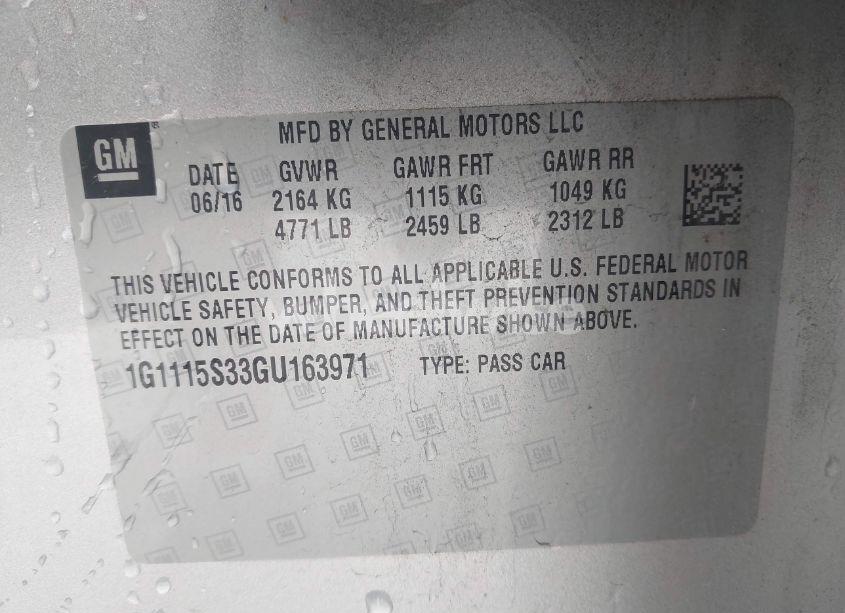 GM
MFD BY GENERAL MOTORS LLC
DATE GVWR GAWR FRT GAWR RR
06/16 2164 KG 1115 KG 1049 KG
4771 LB 2459 LB 2312 LB
THIS VEHICLE CONFORMS TO ALL APPLICABLE U.S. FEDERAL MOTOR
VEHICLE SAFETY, BUMPER, AND THEFT PREVENTION STANDARDS IN
EFFECT ON THE DATE OF MANUFACTURE SHOWN ABOVE.
1G1115S33GU163971 TYPE: PASS CAR